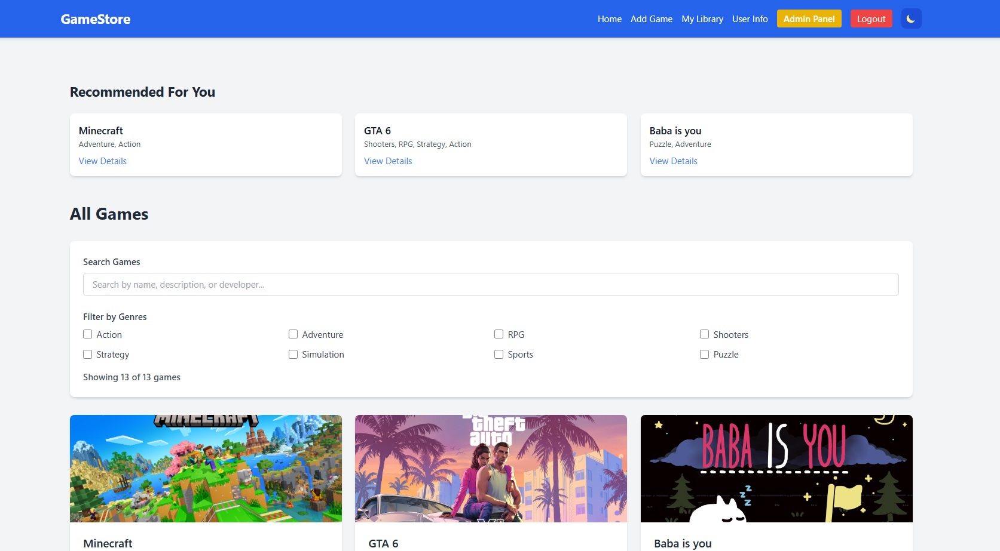 GameStore
Home Add Game My Library User Info Admin Panel Logout
Recommended For You
Minecraft
Adventure, Action
View Details
GTA 6
Shooters, RPG, Strategy, Action
View Details
Baba is you
Puzzle, Adventure
View Details
All Games
Search Games
Search by name, description, or developer...
Filter by Genres
Action Adventure RPG Shooters
Strategy Simulation Sports Puzzle
Showing 13 of 13 games
MINECRAFT
theft
auto
BABA IS YOU
z
z
z
Minecraft
GTA 6
Baba is you